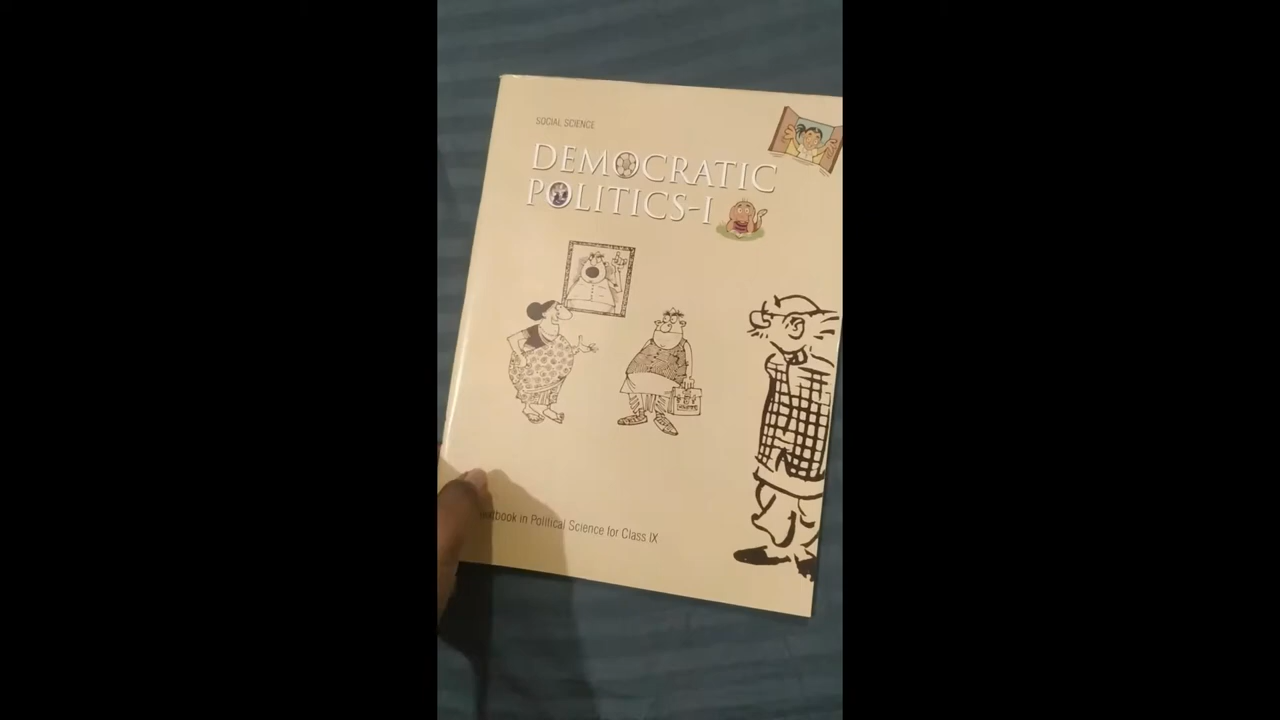 SOCIAL SCIENCE
DEMOCRATIC
POLITICS-I
in Political Science for Class IX